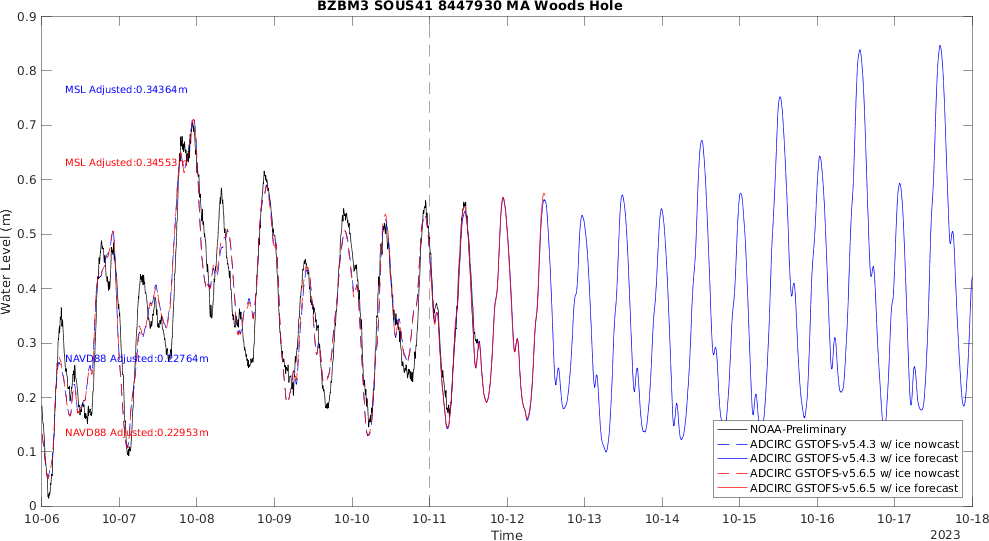 BZBM3 SOUS41 8447930 MA Woods Hole
0.9
0.8
0.7
0.6
0.5
0.4
0.3
0.2
0.1
0
Water Level (m)
MSL Adjusted:0.34364m
MSL Adjusted:0.34553
NAVD88 Adjusted:0.22764m
NAVD88 Adjusted:0.22953m
NOAA-Preliminary
ADCIRC GSTOFS-v5.4.3 w/ ice nowcast
ADCIRC GSTOFS-v5.4.3 w/ ice forecast
ADCIRC GSTOFS-v5.6.5 w/ ice nowcast
ADCIRC GSTOFS-v5.6.5 w/ ice forecast
10-06 10-07 10-08 10-09 10-10 10-11 10-12 10-13 10-14 10-15 10-16 10-17 10-18
Time
2023